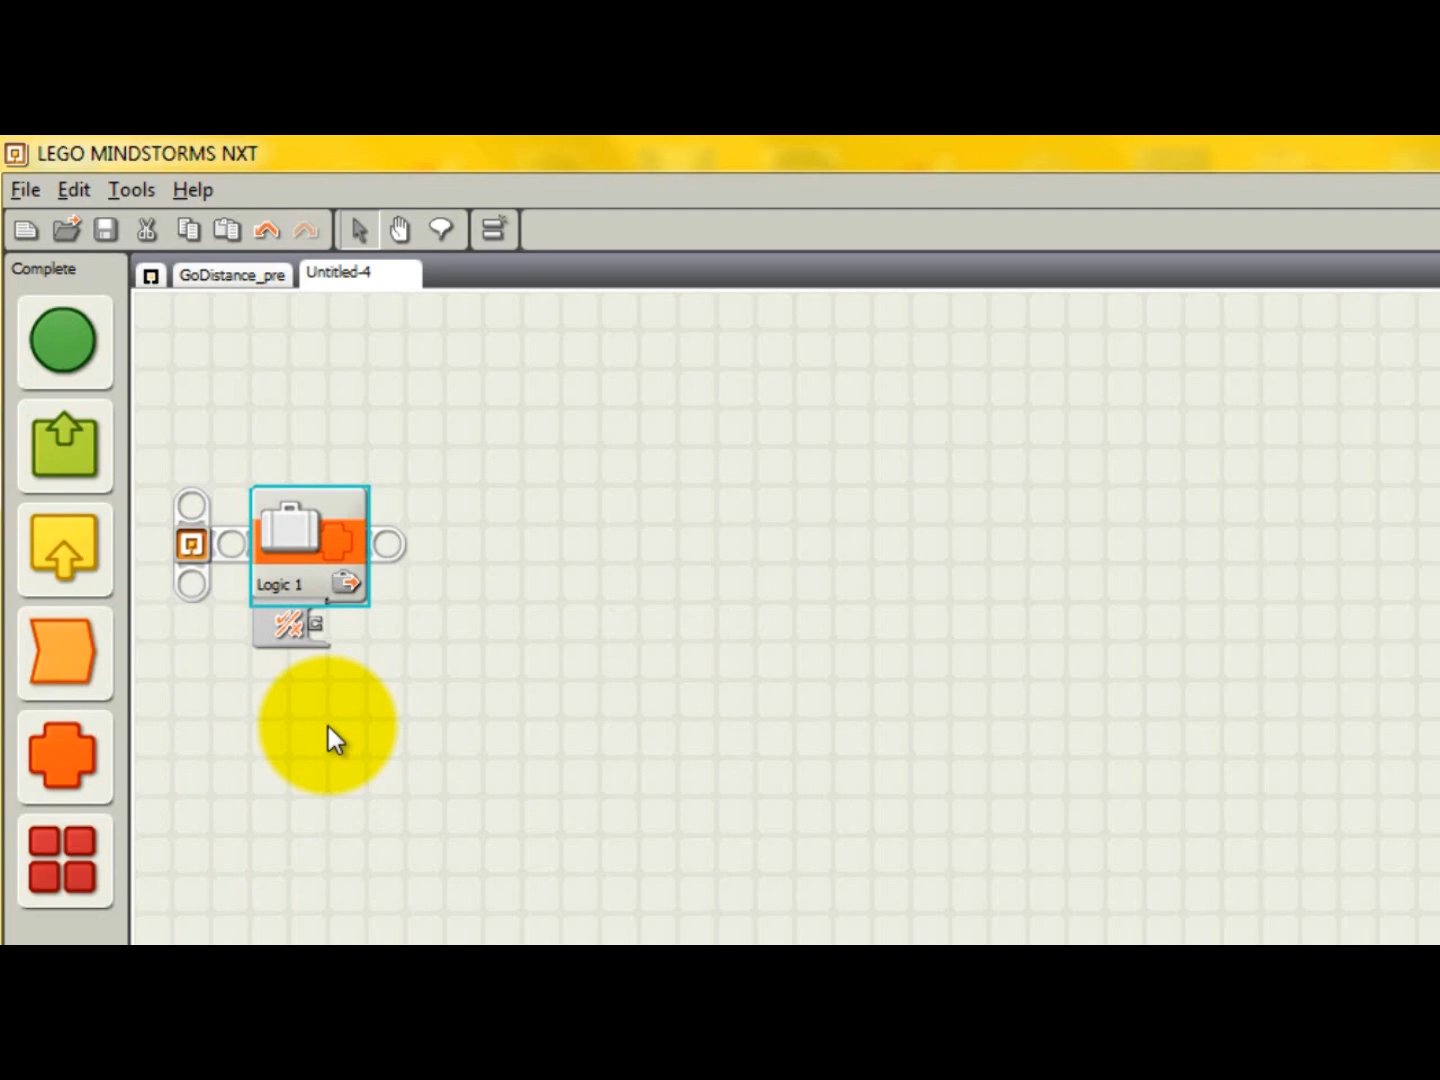 LEGO MINDSTORMS NXT
File Edit Tools Help
Complete
GoDistance_pre Untitled-4
Logic 1